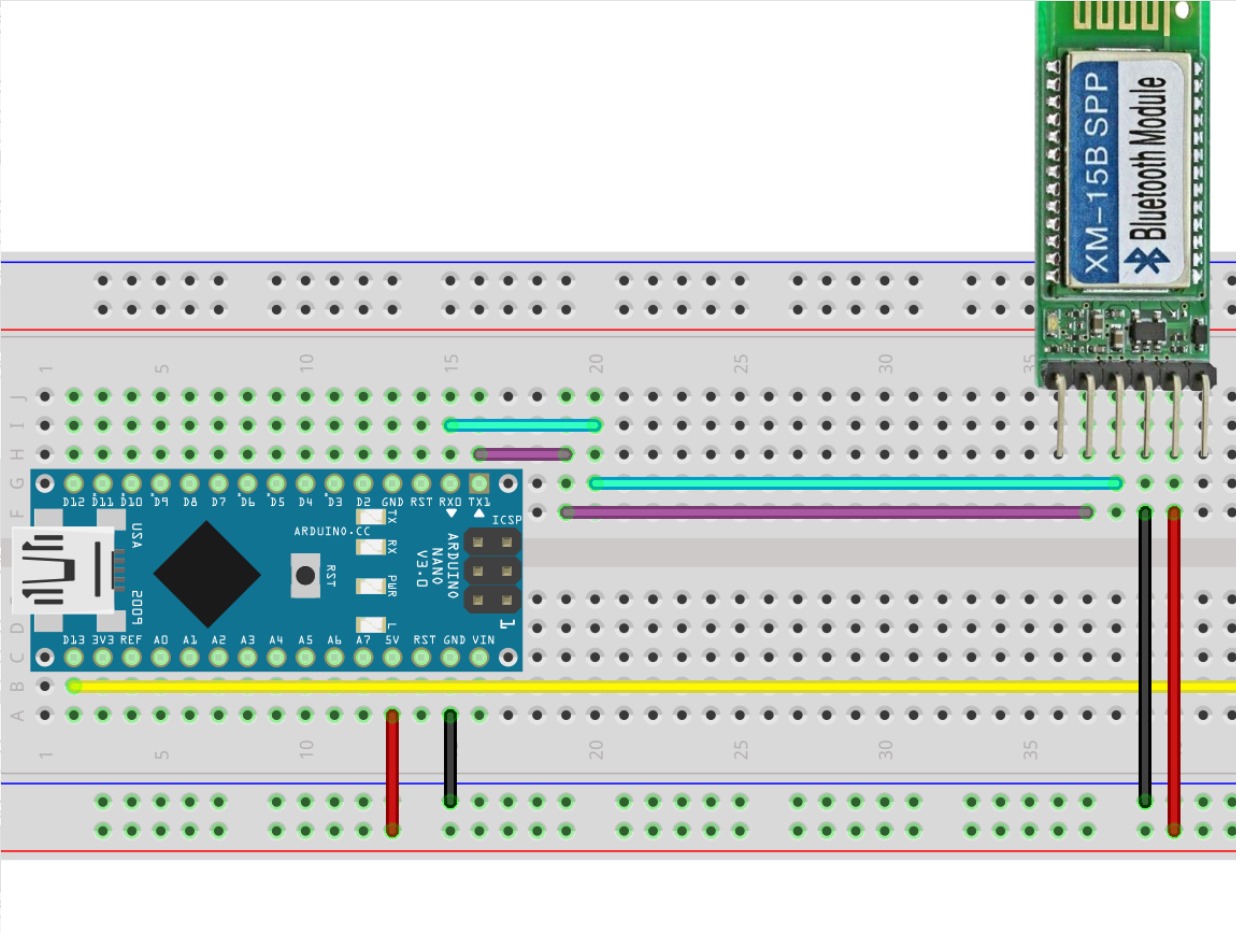 XM-15B SPP
Bluetooth Module
1 5 10 15 20 25 30 35
J
I
H
G
F
D12 D11 D10 D9 D8 D7 D6 D5 D4 D3 D2 GND RST RX0 TX1
ICSP
TX
ARDUINO.CC
RX
USA
RST
ARDUINO
NANO
V3.0
PWR
2009
L
1
D13 3V3 REF A0 A1 A2 A3 A4 A5 A6 A7 5V RST GND VIN
D
C
B
A
1 5 10 20 25 30 35